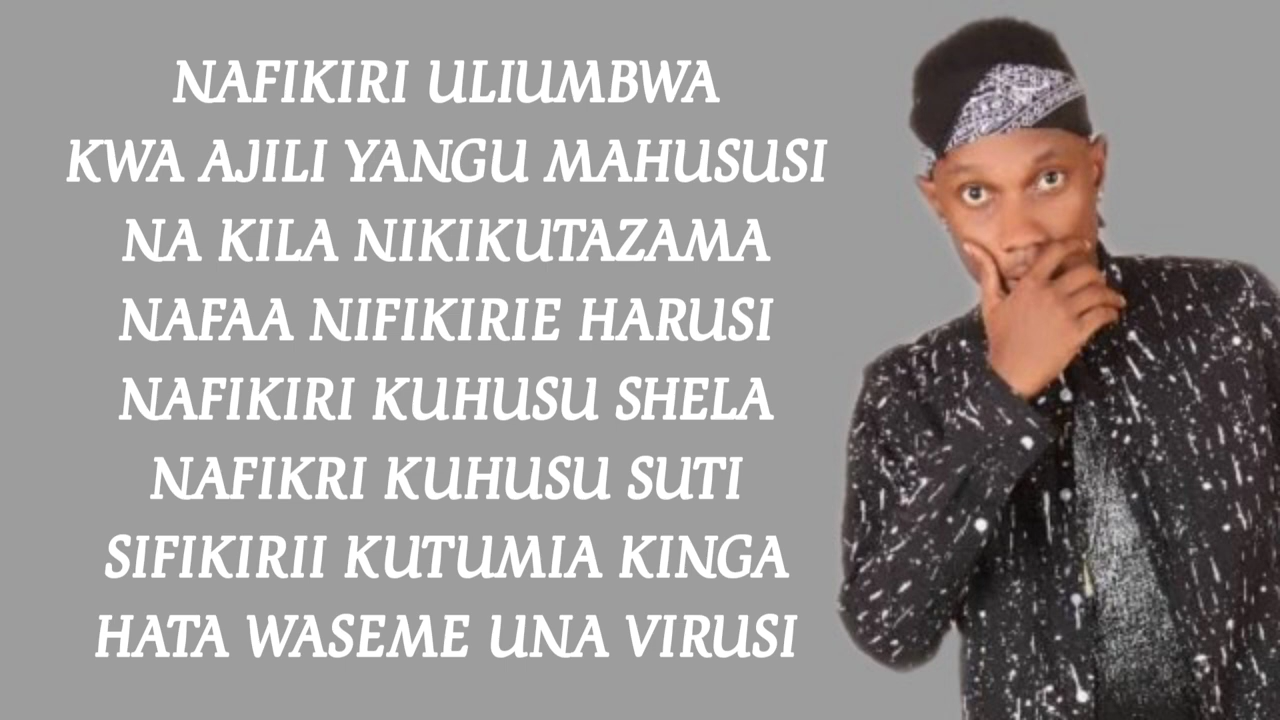 NAFIKIRI ULIUMBWA
KWA AJILI YANGU MAHUSUSI
NA KILA NIKIKUTAZAMA
NAFAA NIFIKIRIE HARUSI
NAFIKIRI KUHUSU SHELA
NAFIKRI KUHUSU SUTI
SIFIKIRII KUTUMIA KINGA
HATA WASEME UNA VIRUSI